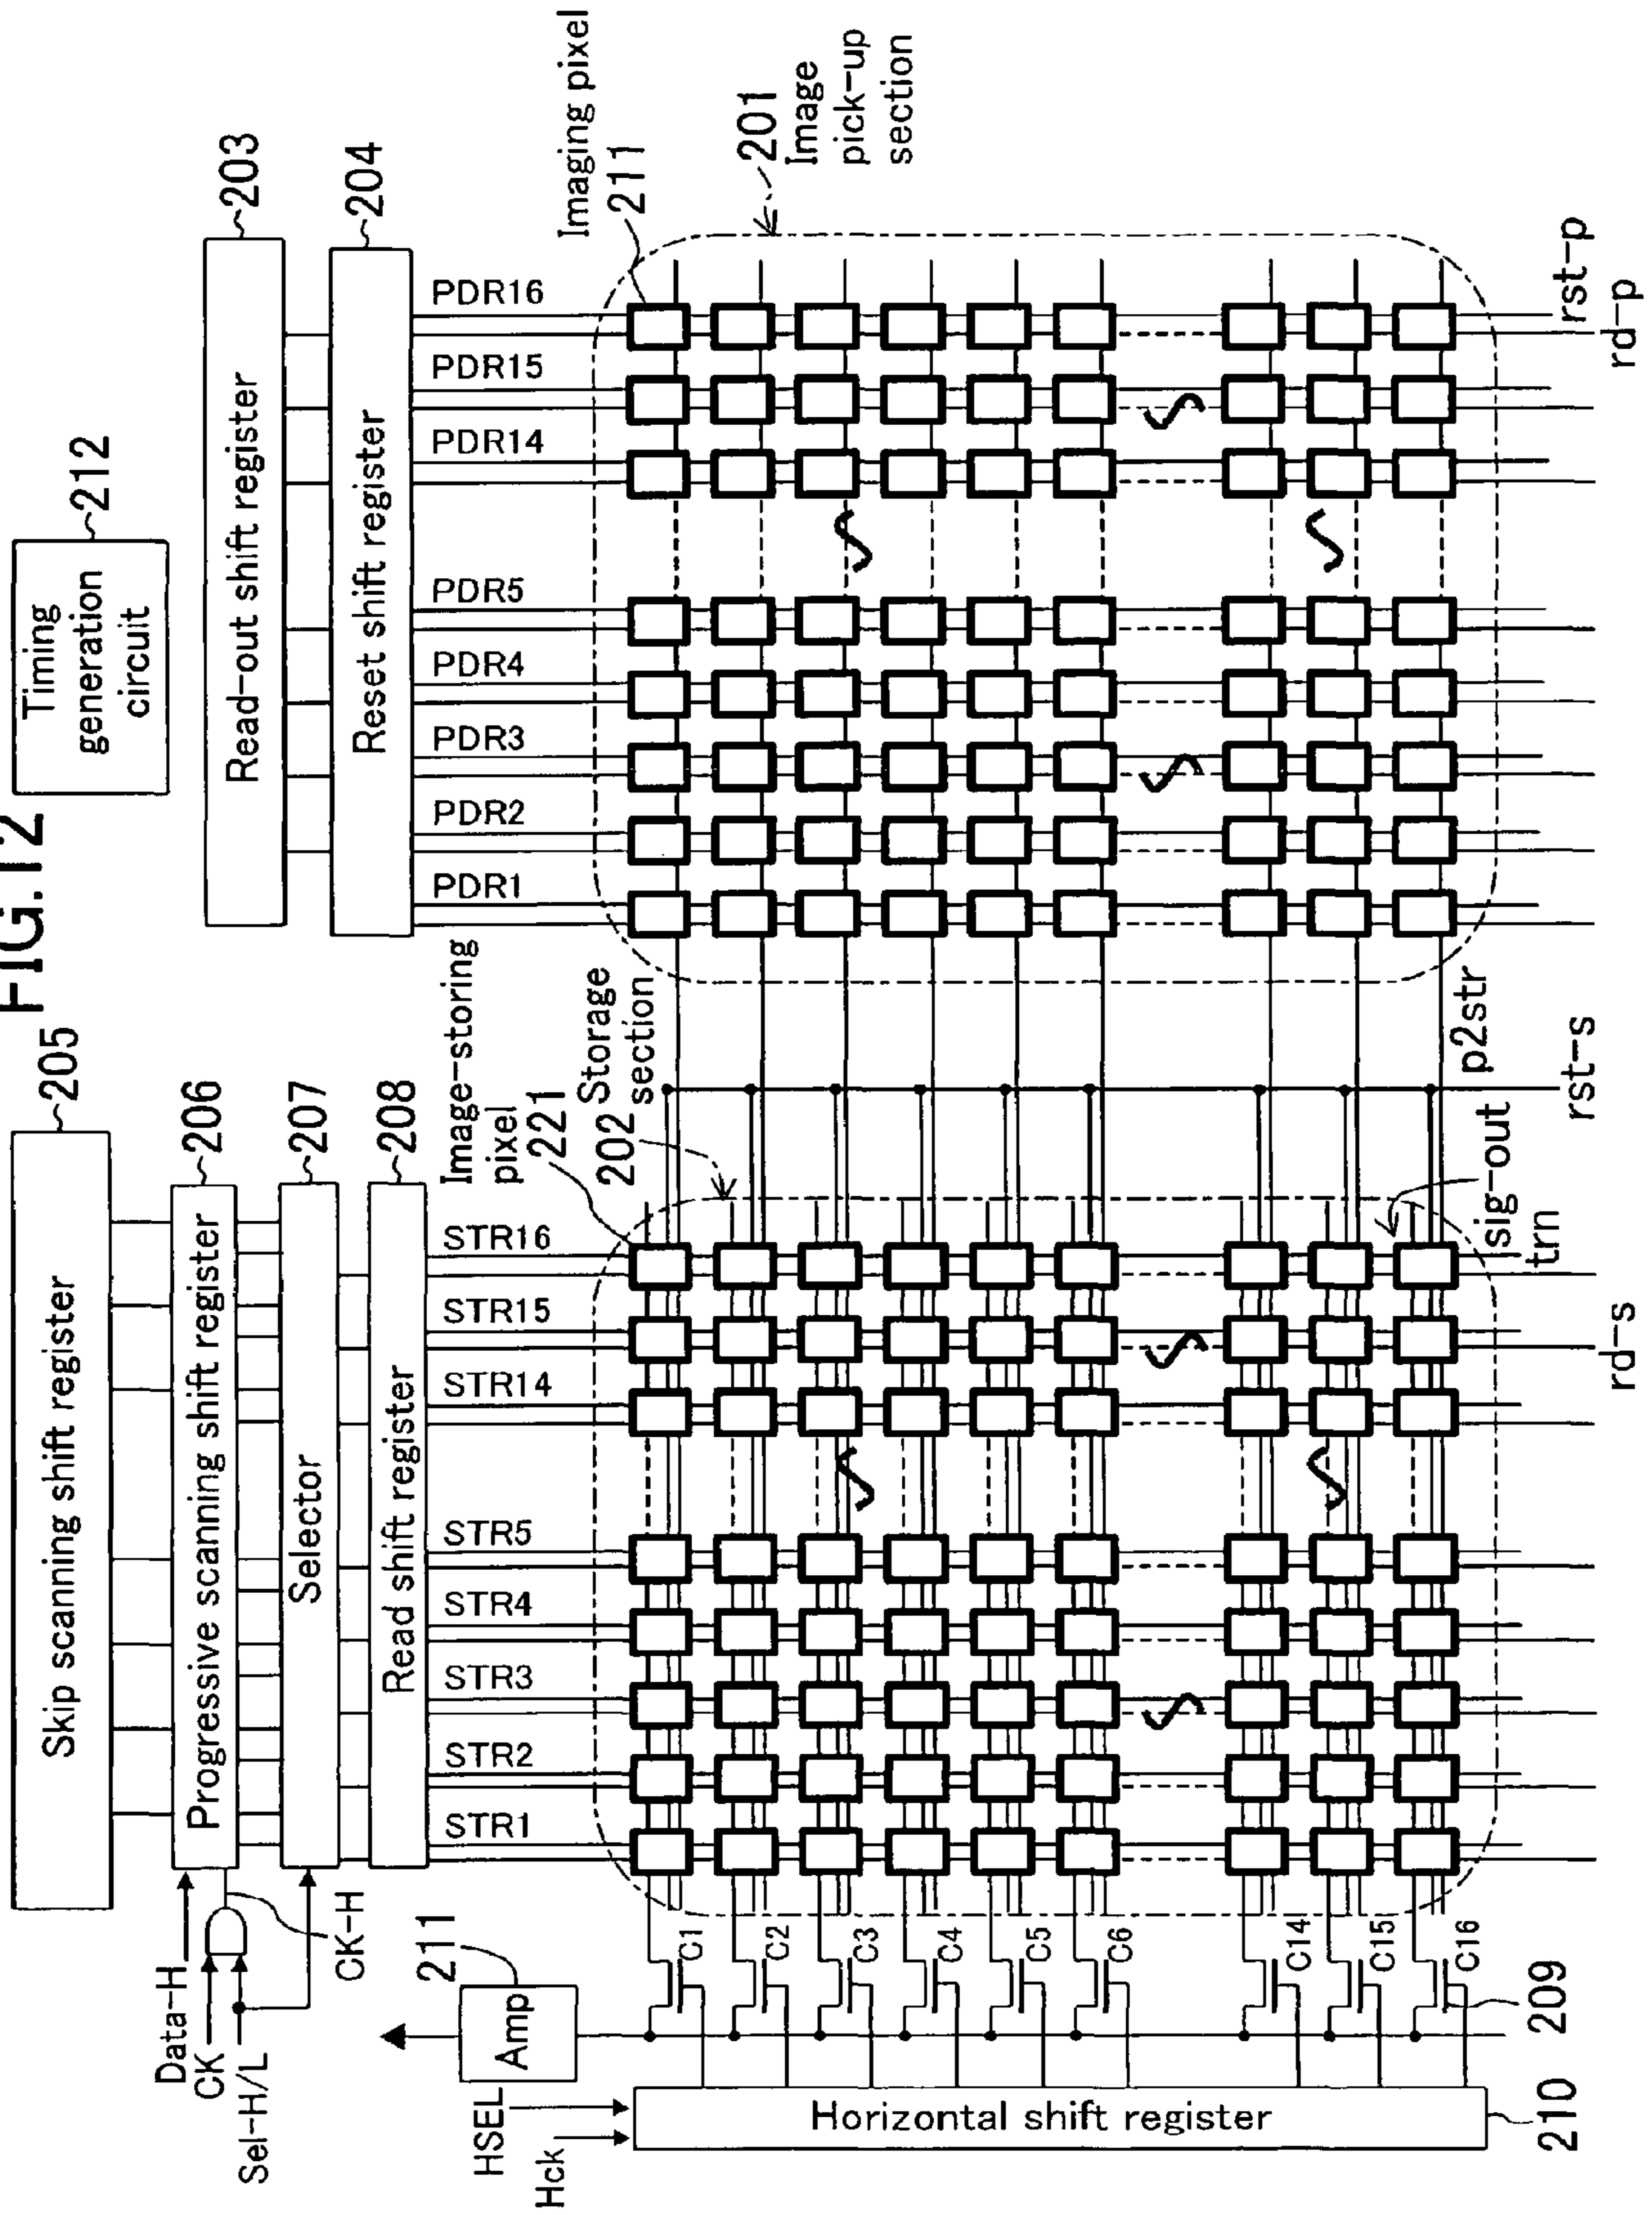 FIG.12
Timing
generation
circuit
212
Read-out shift register
203
Reset shift register
204
Skip scanning shift register
205
Progressive scanning shift register
206
Selector
207
Read shift register
208
Data-H
CK
Sel-H/L
CK-H
PDR1
PDR2
PDR3
PDR4
PDR5
PDR14
PDR15
PDR16
Imaging pixel
211
201
Image
pick-up
section
STR1
STR2
STR3
STR4
STR5
STR14
STR15
STR16
Image-storing
pixel
221
202
Storage
section
rst-p
rd-p
p2str
rst-s
sig-out
trn
rd-s
211
Amp
C1
C2
C3
C4
C5
C6
C14
C15
C16
209
HSEL
Hck
Horizontal shift register
210